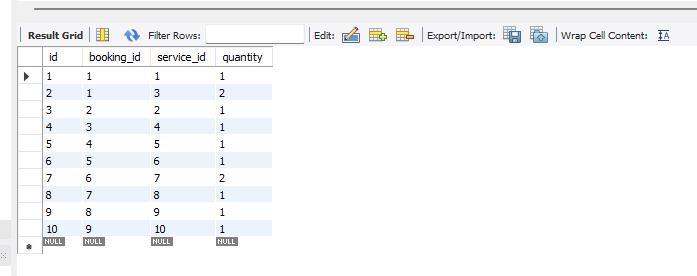 Result Grid Filter Rows: Edit: Export/Import: Wrap Cell Content:
id booking_id service_id quantity
1 1 1 1
2 1 3 2
3 2 2 1
4 3 4 1
5 4 5 1
6 5 6 1
7 6 7 2
8 7 8 1
9 8 9 1
10 9 10 1
NULL NULL NULL NULL